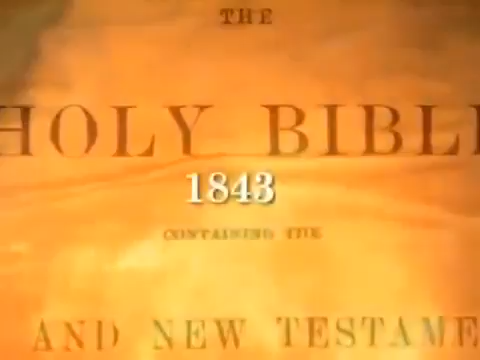 THE
HOLY BIBL
1843
CONTAINING THE
AND NEW TESTAME